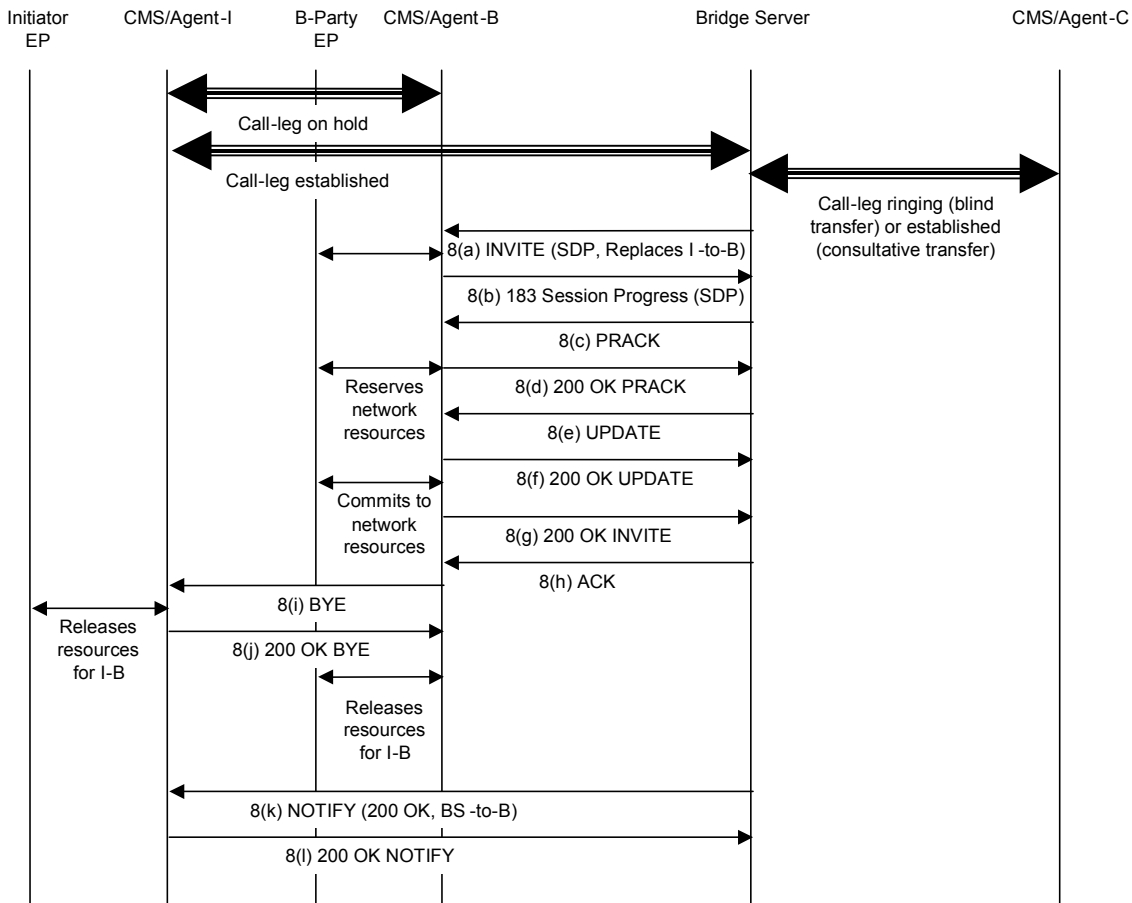 Initiator
EP
CMS/Agent-I
B-Party
EP
CMS/Agent-B
Bridge Server
CMS/Agent-C
Call-leg on hold
Call-leg established
Call-leg ringing (blind
transfer) or established
(consultative transfer)
8(a) INVITE (SDP, Replaces I -to-B)
8(b) 183 Session Progress (SDP)
8(c) PRACK
Reserves
network
resources
8(d) 200 OK PRACK
8(e) UPDATE
8(f) 200 OK UPDATE
Commits to
network
resources
8(g) 200 OK INVITE
8(h) ACK
8(i) BYE
Releases
resources
for I-B
8(j) 200 OK BYE
Releases
resources
for I-B
8(k) NOTIFY (200 OK, BS -to-B)
8(l) 200 OK NOTIFY